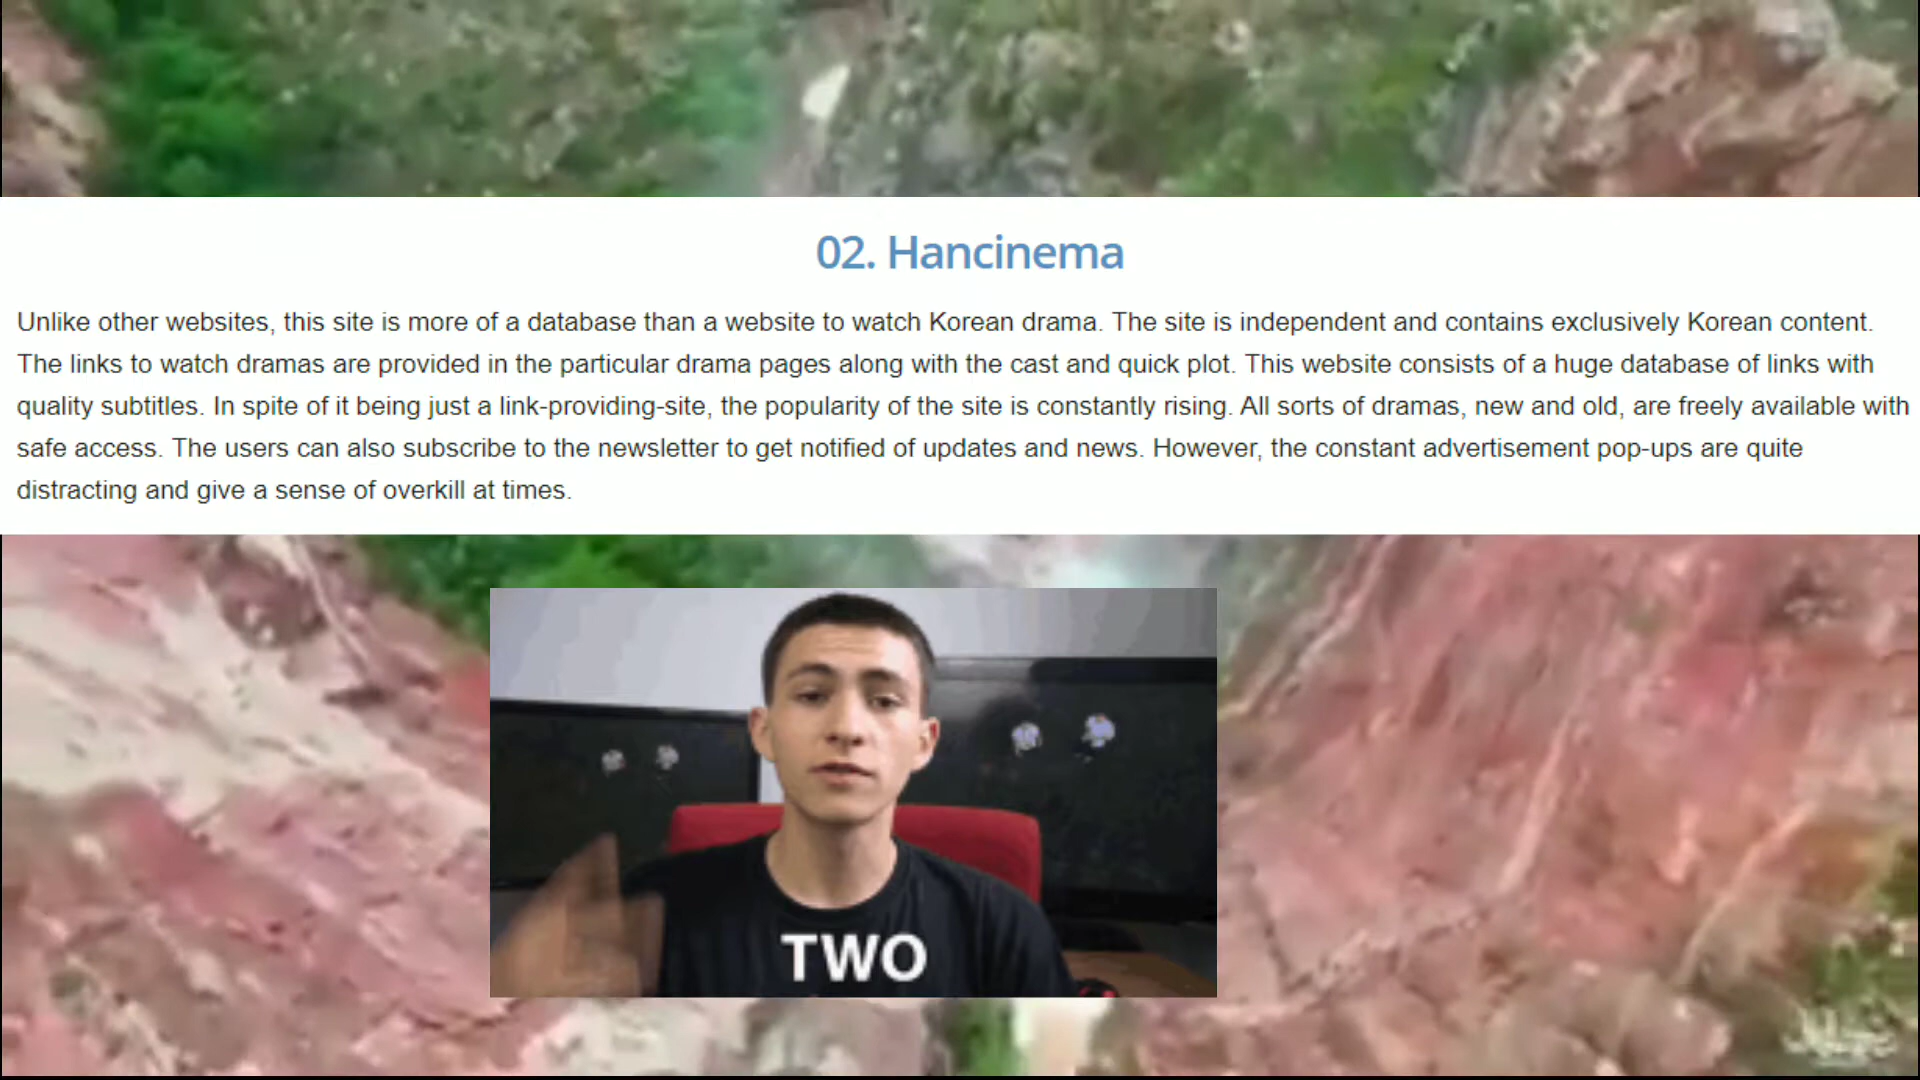 02. Hancinema
Unlike other websites, this site is more of a database than a website to watch Korean drama. The site is independent and contains exclusively Korean content.
The links to watch dramas are provided in the particular drama pages along with the cast and quick plot. This website consists of a huge database of links with
quality subtitles. In spite of it being just a link-providing-site, the popularity of the site is constantly rising. All sorts of dramas, new and old, are freely available with
safe access. The users can also subscribe to the newsletter to get notified of updates and news. However, the constant advertisement pop-ups are quite
distracting and give a sense of overkill at times.
TWO